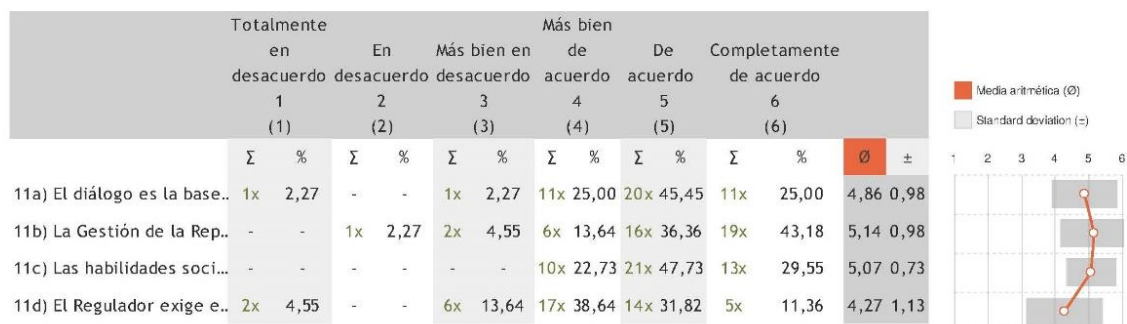 Totalmente Más bien
en En Más bien en de De Completamente
desacuerdo desacuerdo desacuerdo acuerdo acuerdo de acuerdo
1 2 3 4 5 6
(1) (2) (3) (4) (5) (6)
Media aritmética (Ø)
Standard deviation (±)
Σ % Σ % Σ % Σ % Σ % Σ % Ø ± 1 2 3 4 5 6
11a) El diálogo es la base.. 1x 2,27 - - 1x 2,27 11x 25,00 20x 45,45 11x 25,00 4,86 0,98
11b) La Gestión de la Rep.. - - 1x 2,27 2x 4,55 6x 13,64 16x 36,36 19x 43,18 5,14 0,98
11c) Las habilidades soci... - - - - - - 10x 22,73 21x 47,73 13x 29,55 5,07 0,73
11d) El Regulador exige e.. 2x 4,55 - - 6x 13,64 17x 38,64 14x 31,82 5x 11,36 4,27 1,13